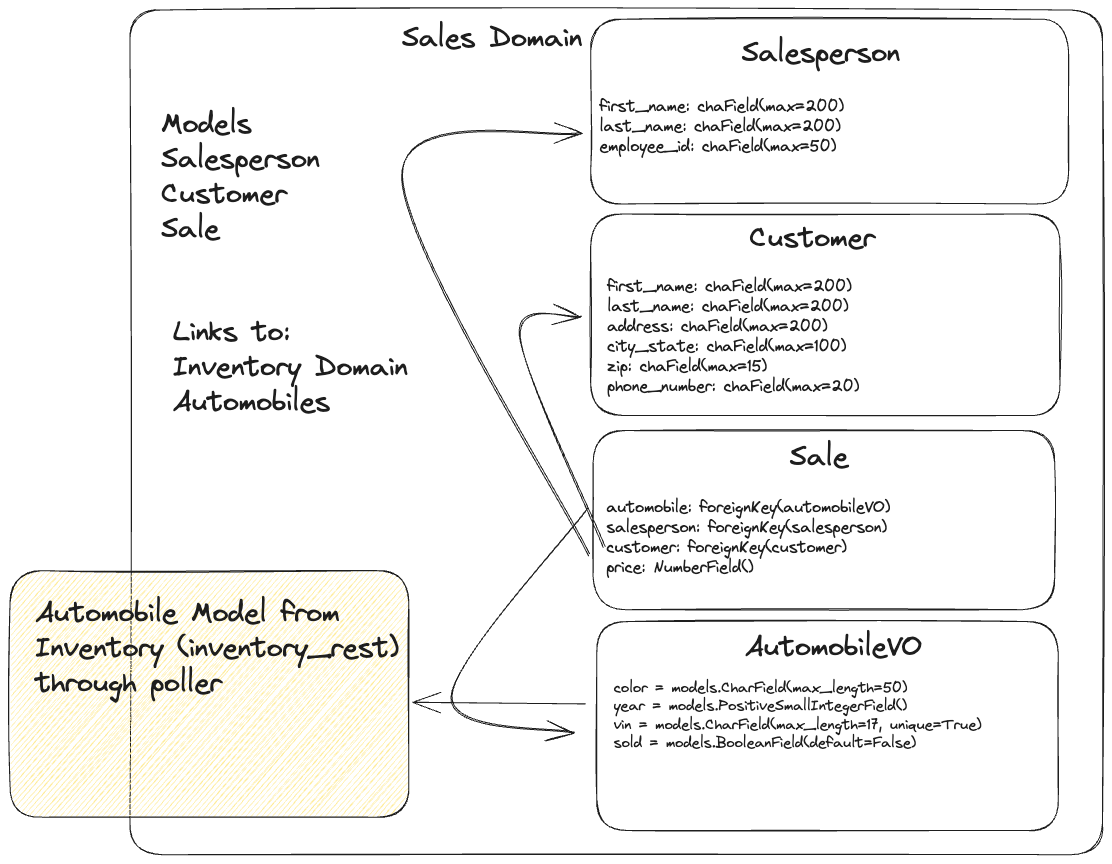 Sales Domain
Models
Salesperson
Customer
Sale
Links to:
Inventory Domain
Automobiles
Automobile Model from
Inventory (inventory_rest)
through poller
Salesperson
first_name: chaField(max=200)
last_name: chaField(max=200)
employee_id: chaField(max=50)
Customer
first_name: chaField(max=200)
last_name: chaField(max=200)
address: chaField(max=200)
city_state: chaField(max=100)
zip: chaField(max=15)
phone_number: chaField(max=20)
Sale
automobile: foreignKey(automobileVO)
salesperson: foreignKey(salesperson)
customer: foreignKey(customer)
price: NumberField()
AutomobileVO
color = models.CharField(max_length=50)
year = models.PositiveSmallIntegerField()
vin = models.CharField(max_length=17, unique=True)
sold = models.BooleanField(default=False)